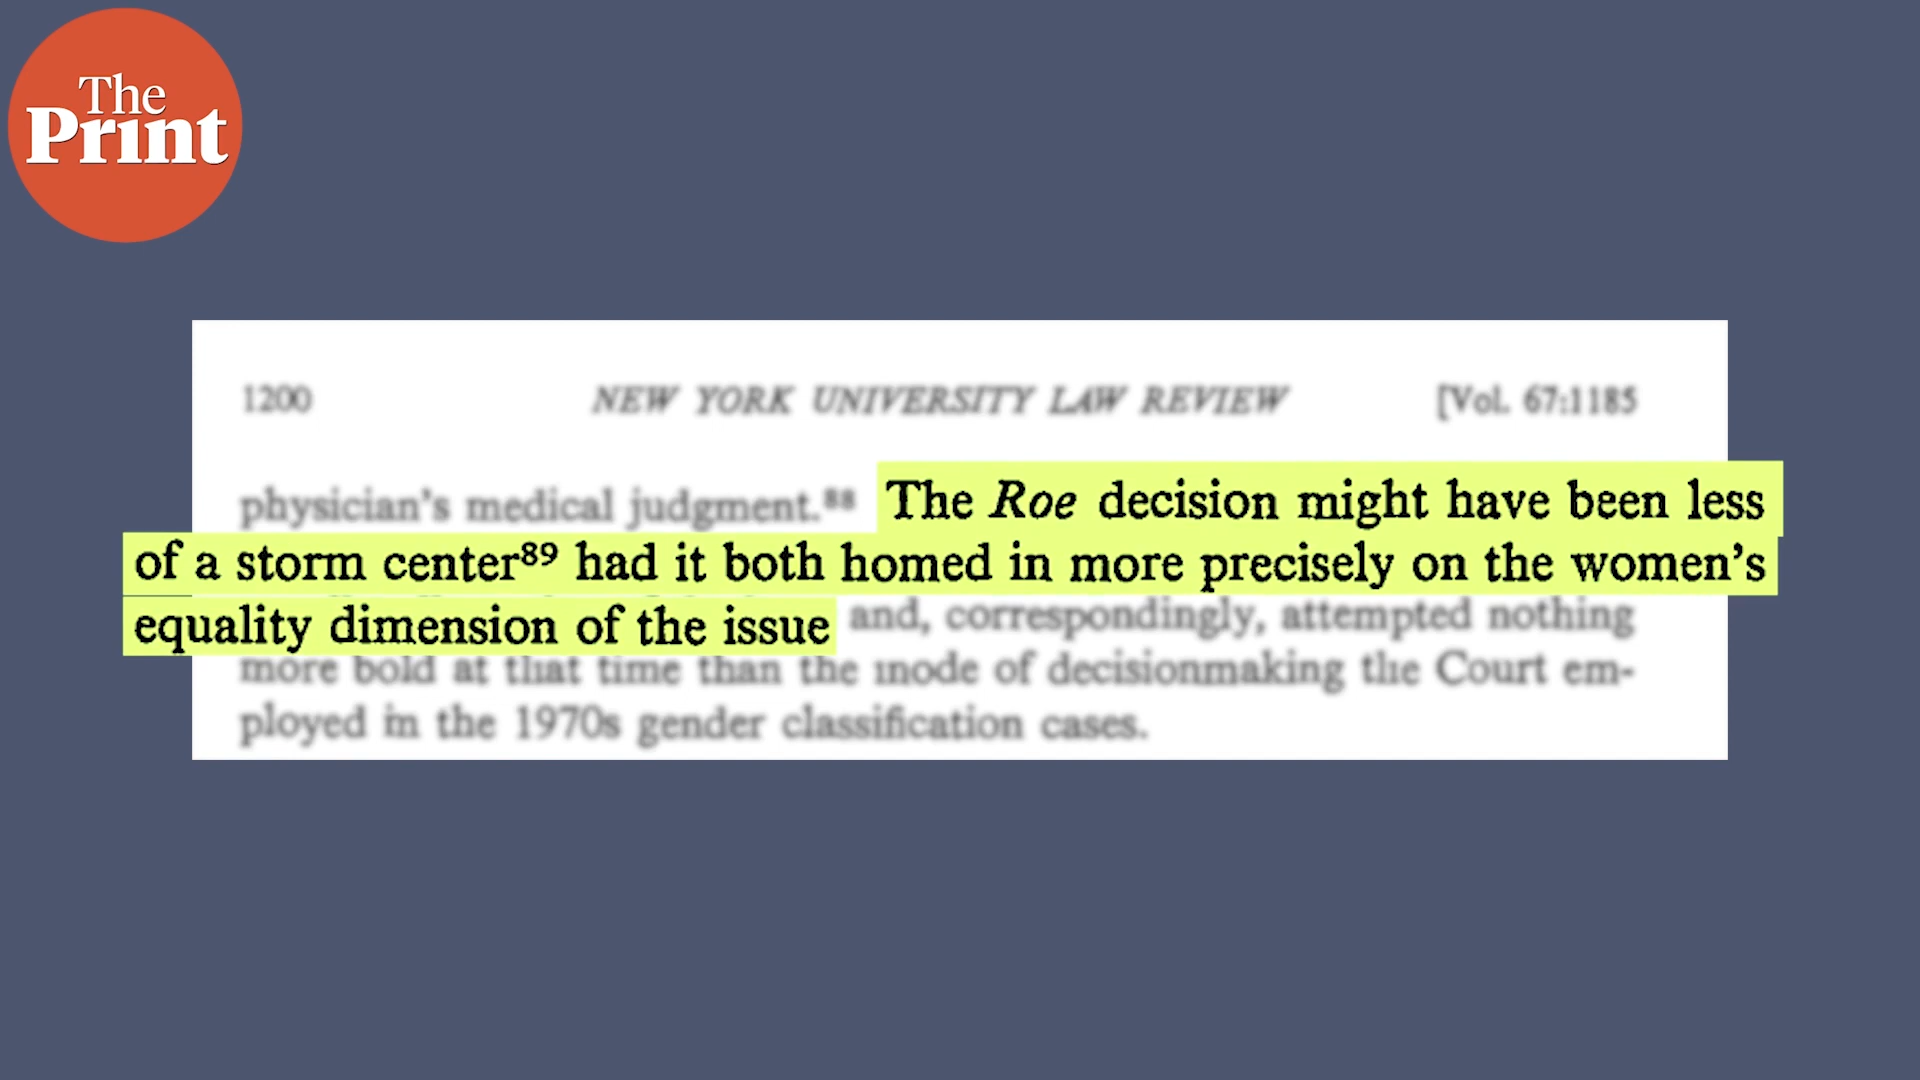 The
Print
1200 NEW YORK UNIVERSITY LAW REVIEW [Vol. 67:1185
physician's medical judgment.88 The Roe decision might have been less
of a storm center89 had it both homed in more precisely on the women's
equality dimension of the issue and, correspondingly, attempted nothing
more bold at that time than the mode of decisionmaking the Court em-
ployed in the 1970s gender classification cases.